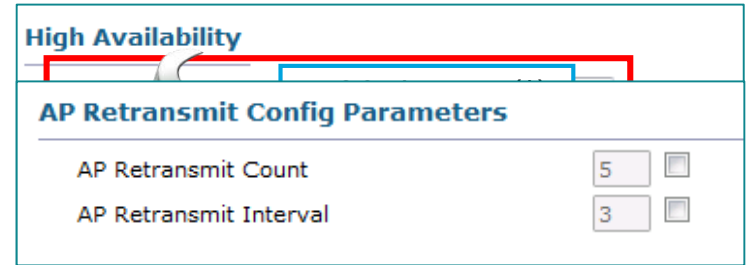 High Availability
AP Retransmit Config Parameters
AP Retransmit Count 5
AP Retransmit Interval 3